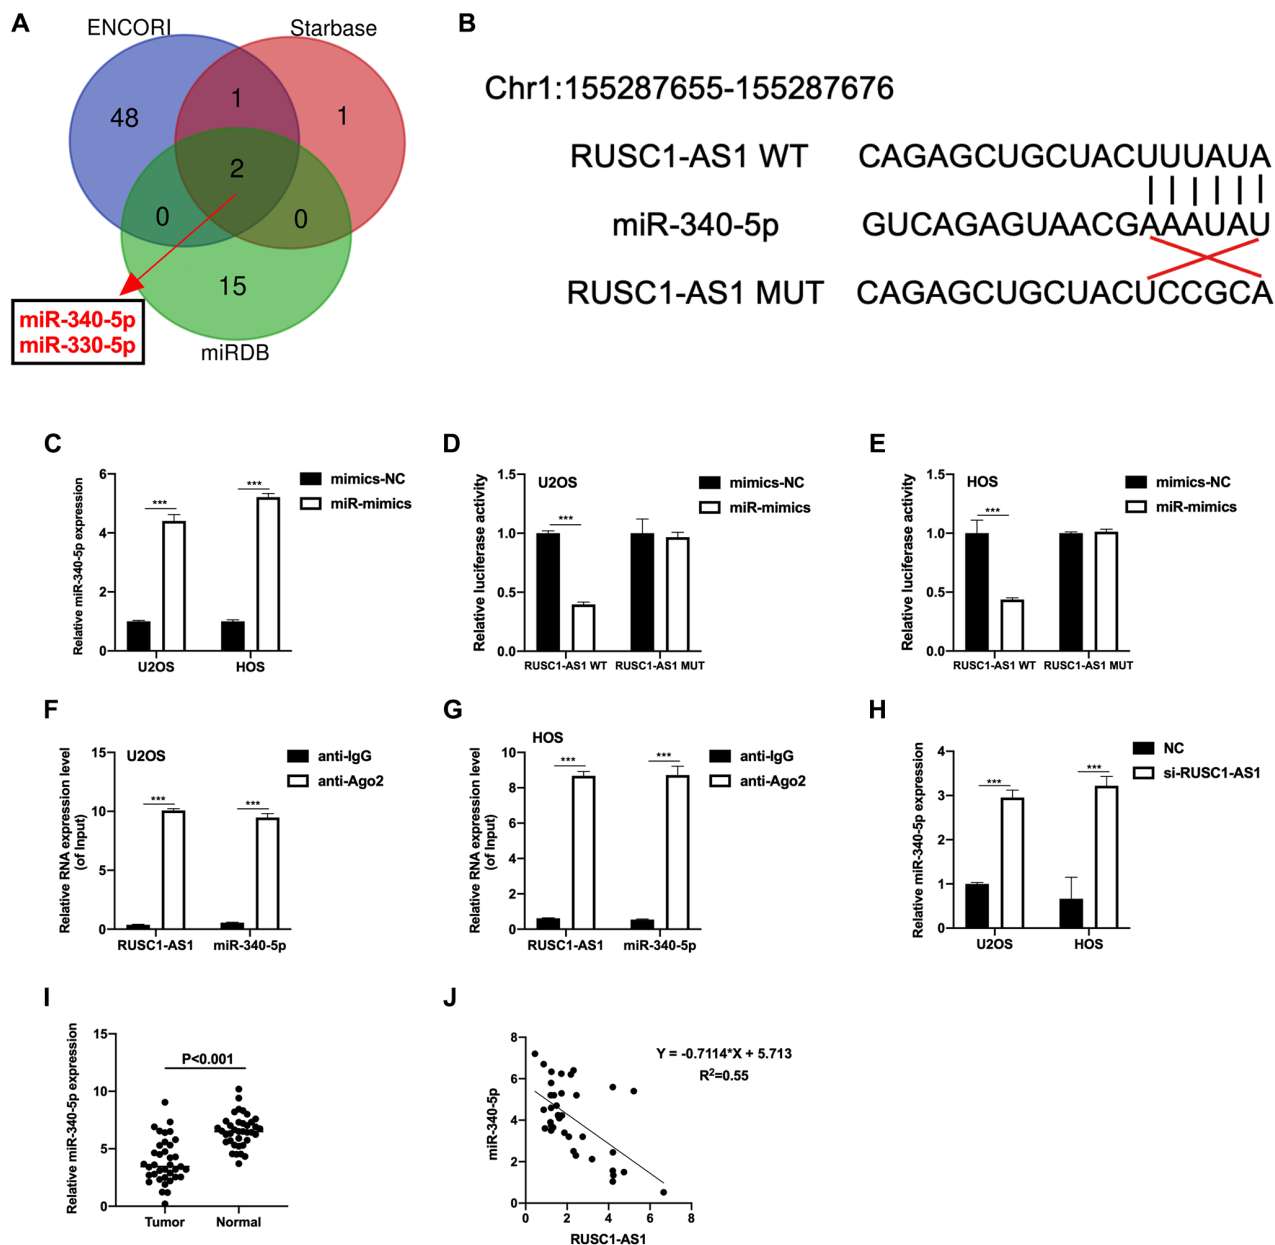 A
ENCORI
Starbase
48
1
1
2
0
0
15
miR-340-5p
miR-330-5p
miRDB
B
Chr1:155287655-155287676
RUSC1-AS1 WT CAGAGCUGCUACUUUAUA
miR-340-5p GUCAGAGUAACGAAAUAU
RUSC1-AS1 MUT CAGAGCUGCUACUCCGCA
C
Relative miR-340-5p expression
6
4
2
0
***
***
mimics-NC
miR-mimics
U2OS
HOS
D
Relative luciferase activity
1.5
1.0
0.5
0.0
U2OS
***
mimics-NC
miR-mimics
RUSC1-AS1 WT
RUSC1-AS1 MUT
E
Relative luciferase activity
1.5
1.0
0.5
0.0
HOS
***
mimics-NC
miR-mimics
RUSC1-AS1 WT
RUSC1-AS1 MUT
F
Relative RNA expression level
(of Input)
15
10
5
0
U2OS
***
***
anti-IgG
anti-Ago2
RUSC1-AS1
miR-340-5p
G
Relative RNA expression level
(of Input)
10
8
6
4
2
0
HOS
***
***
anti-IgG
anti-Ago2
RUSC1-AS1
miR-340-5p
H
Relative miR-340-5p expression
4
3
2
1
0
***
***
NC
si-RUSC1-AS1
U2OS
HOS
I
Relative miR-340-5p expression
15
10
5
0
P<0.001
Tumor
Normal
J
miR-340-5p
8
6
4
2
0
Y = -0.7114*X + 5.713
R²=0.55
0
2
4
6
8
RUSC1-AS1